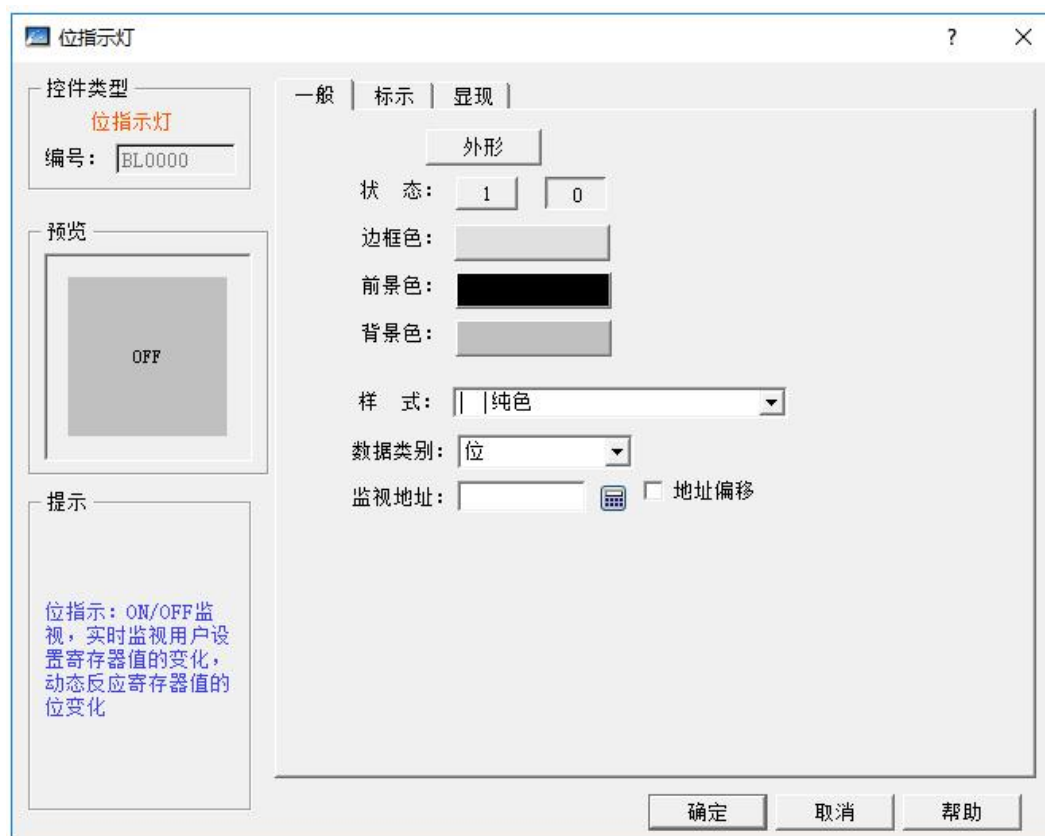 位指示灯
?
控件类型
位指示灯
编号: BL0000
预览
OFF
提示
位指示: ON/OFF监
视，实时监视用户设
置寄存器值的变化，
动态反应寄存器值的
位变化
一般 标示 显现
外形
状 态: 1 0
边框色:
前景色:
背景色:
样 式: 纯色
数据类别: 位
监视地址: 地址偏移
确定 取消 帮助